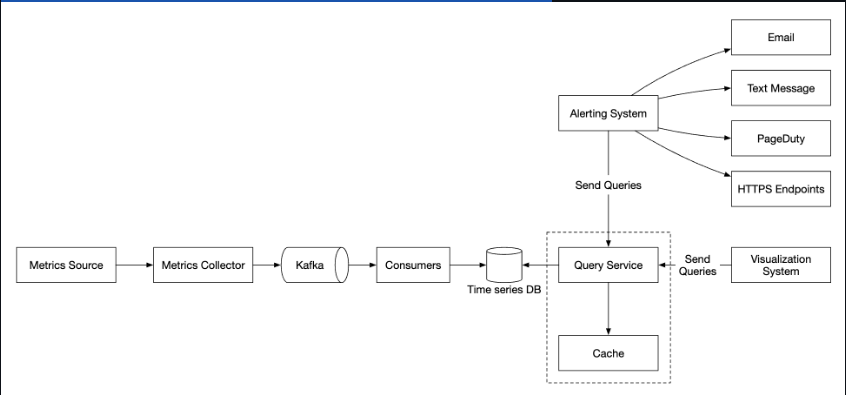 Email
Text Message
Alerting System
PageDuty
HTTPS Endpoints
Send Queries
Metrics Source
Metrics Collector
Kafka
Consumers
Time series DB
Query Service
Send
Queries
Visualization
System
Cache